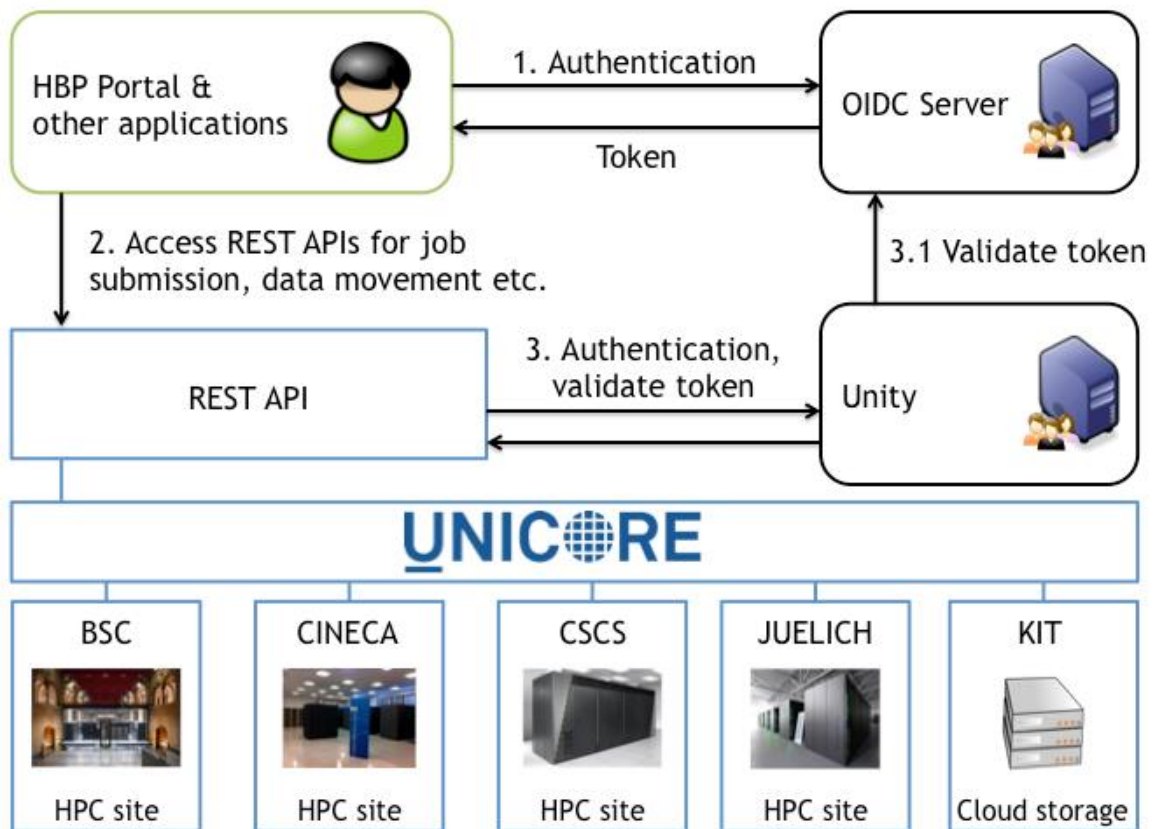 HBP Portal &
other applications
1. Authentication
OIDC Server
Token
2. Access REST APIs for job
submission, data movement etc.
3.1 Validate token
REST API
3. Authentication,
validate token
Unity
UNICORE
BSC
CINECA
CSCS
JUELICH
KIT
HPC site
HPC site
HPC site
HPC site
Cloud storage